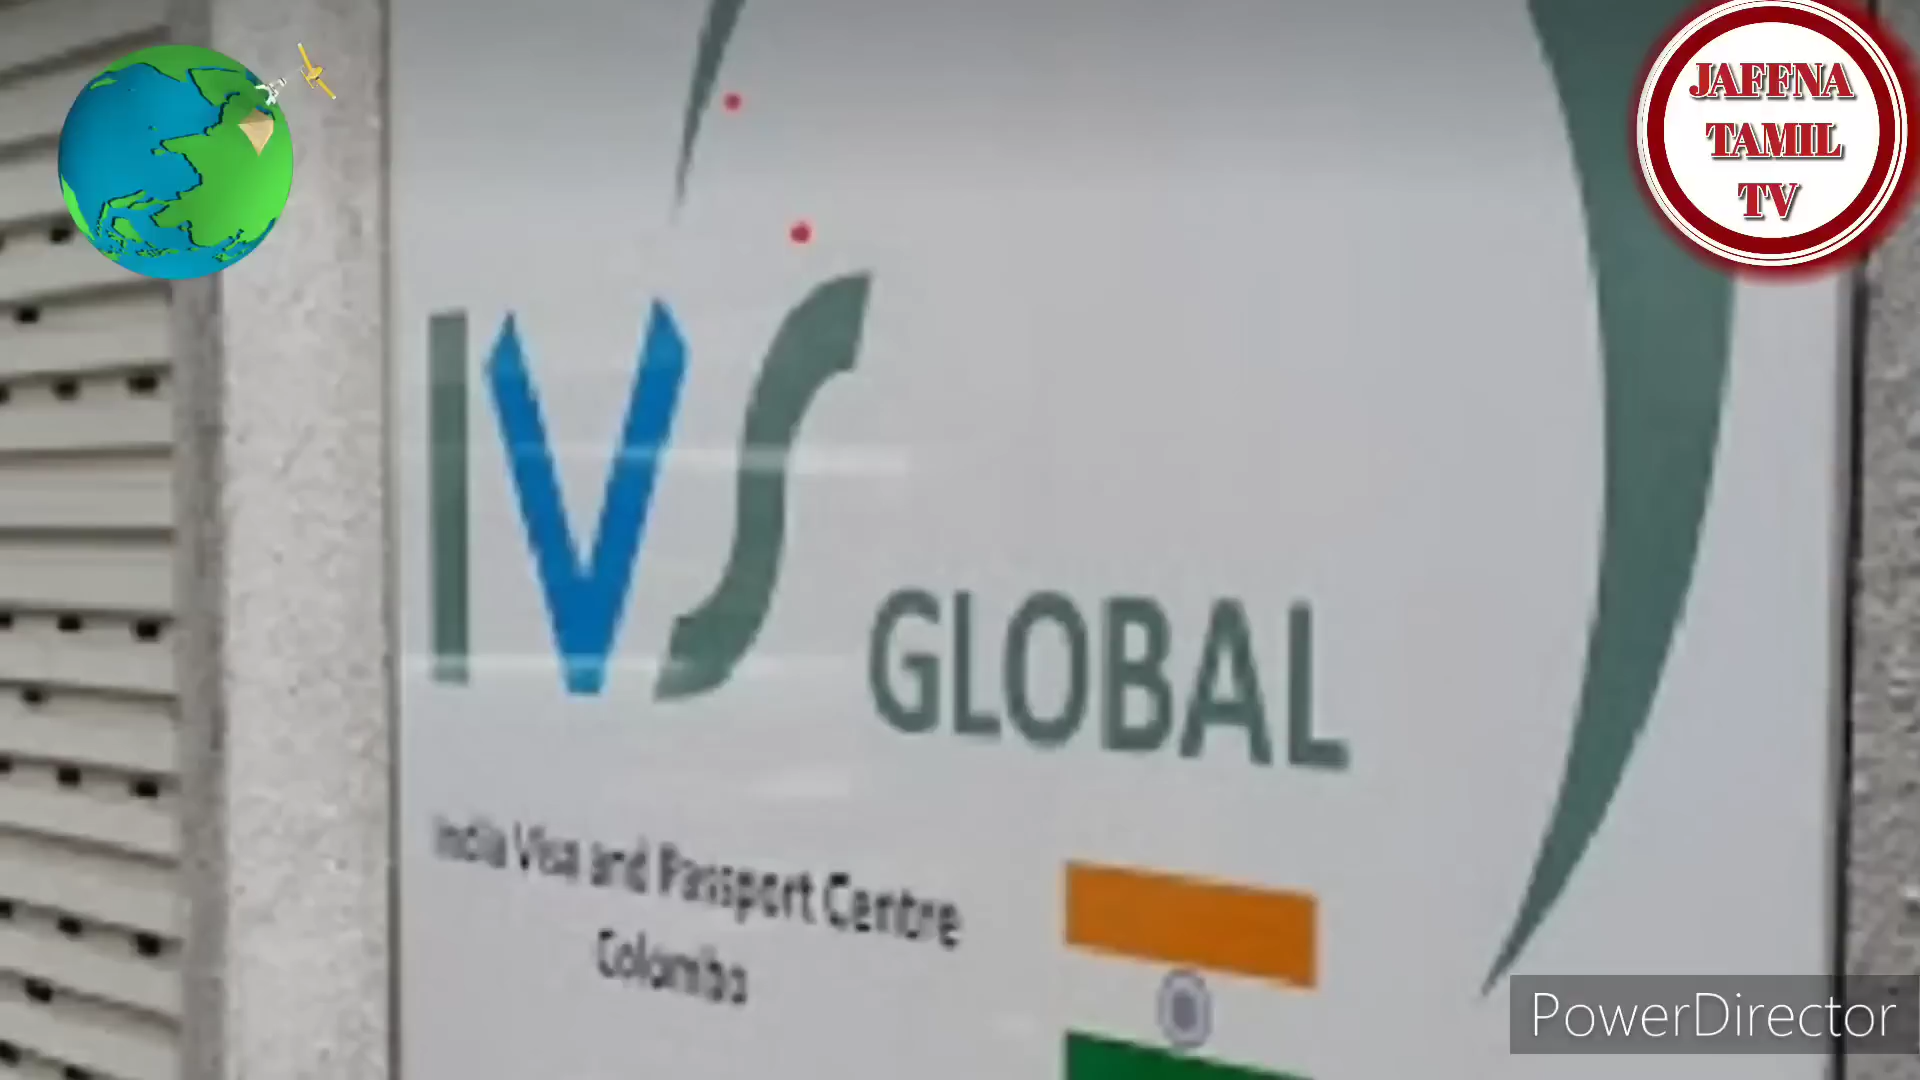 JAFFNA
TAMIL
TV
IVS GLOBAL
India Visa and Passport Centre
Colombo
PowerDirector